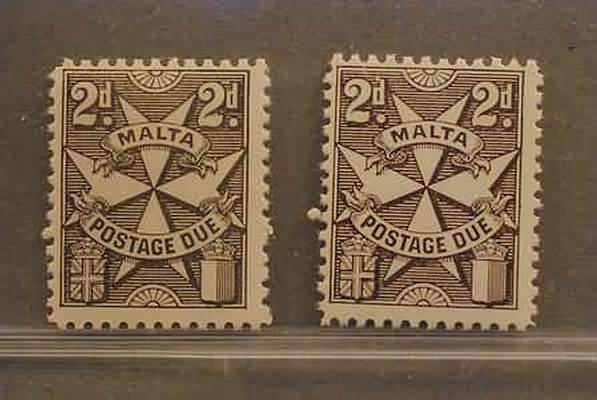 2d. 2d.
MALTA
POSTAGE DUE
2d. 2d.
MALTA
POSTAGE DUE